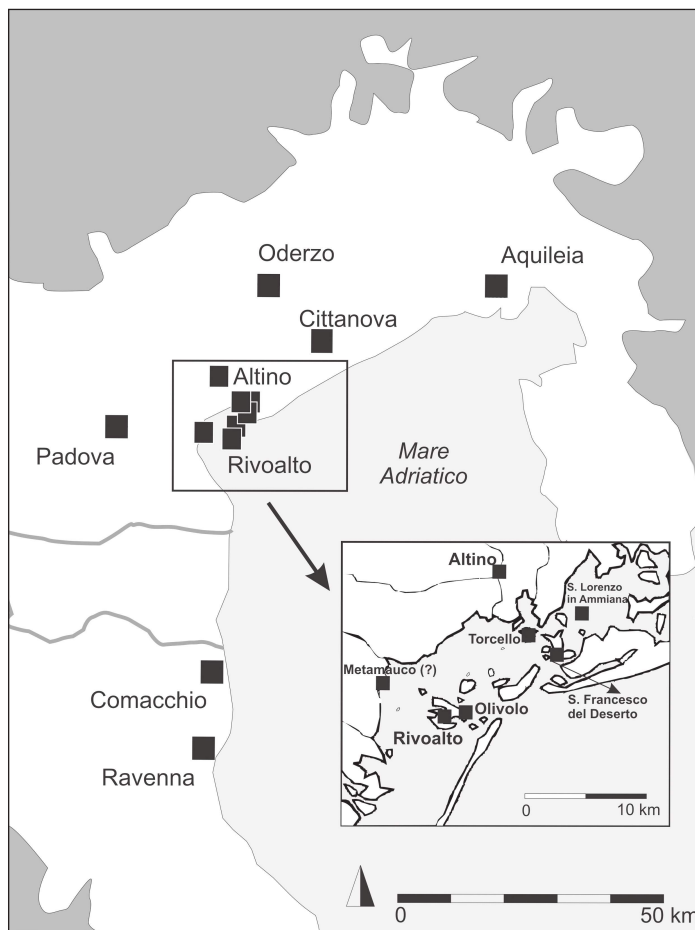 Oderzo
Aquileia
Cittanova
Altino
Padova
Rivoalto
Mare
Adriatico
Comacchio
Ravenna
Altino
S. Lorenzo
in Ammiana
Torcello
Metamauco (?)
S. Francesco
del Deserto
Olivolo
Rivoalto
0
10 km
0
50 km